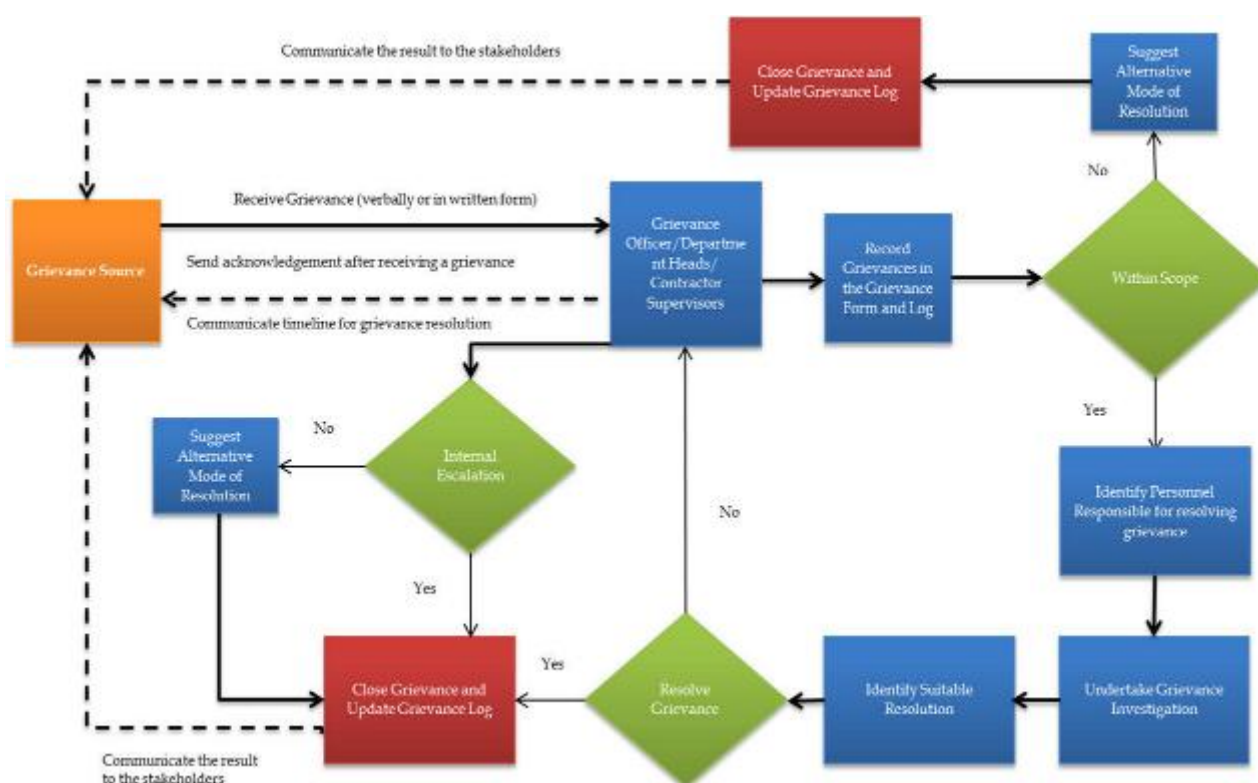 Communicate the result to the stakeholders
Close Grievance and
Update Grievance Log
Suggest
Alternative
Mode of
Resolution
No
Receive Grievance (verbally or in written form)
Grievance Source
Send acknowledgement after receiving a grievance
Communicate timeline for grievance resolution
Grievance
Officer/Departme
nt Heads/
Contractor
Supervisors
Record
Grievances in
the Grievance
Form and Log
Within Scope
Yes
Suggest
Alternative
Mode of
Resolution
No
Internal
Escalation
No
Identify Personnel
Responsible for resolving
grievance
Yes
Close Grievance and
Update Grievance Log
Yes
Resolve
Grievance
Identify Suitable
Resolution
Undertake Grievance
Investigation
Communicate the result
to the stakeholders